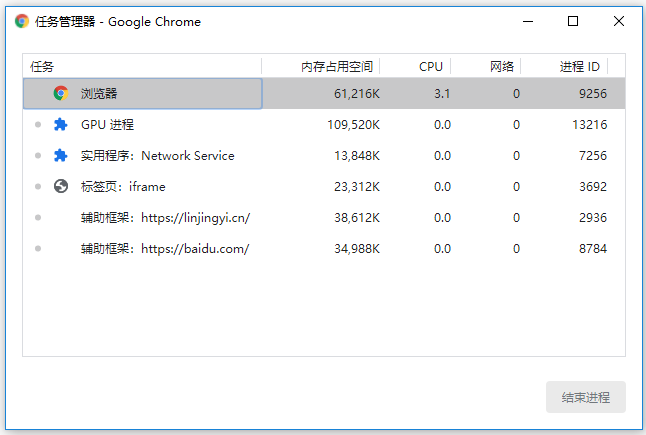 任务管理器 - Google Chrome
任务 内存占用空间 CPU 网络 进程 ID
浏览器 61,216K 3.1 0 9256
GPU 进程 109,520K 0.0 0 13216
实用程序：Network Service 13,848K 0.0 0 7256
标签页：iframe 23,312K 0.0 0 3692
辅助框架：https://linjingyi.cn/ 38,612K 0.0 0 2936
辅助框架：https://baidu.com/ 34,988K 0.0 0 8784
结束进程